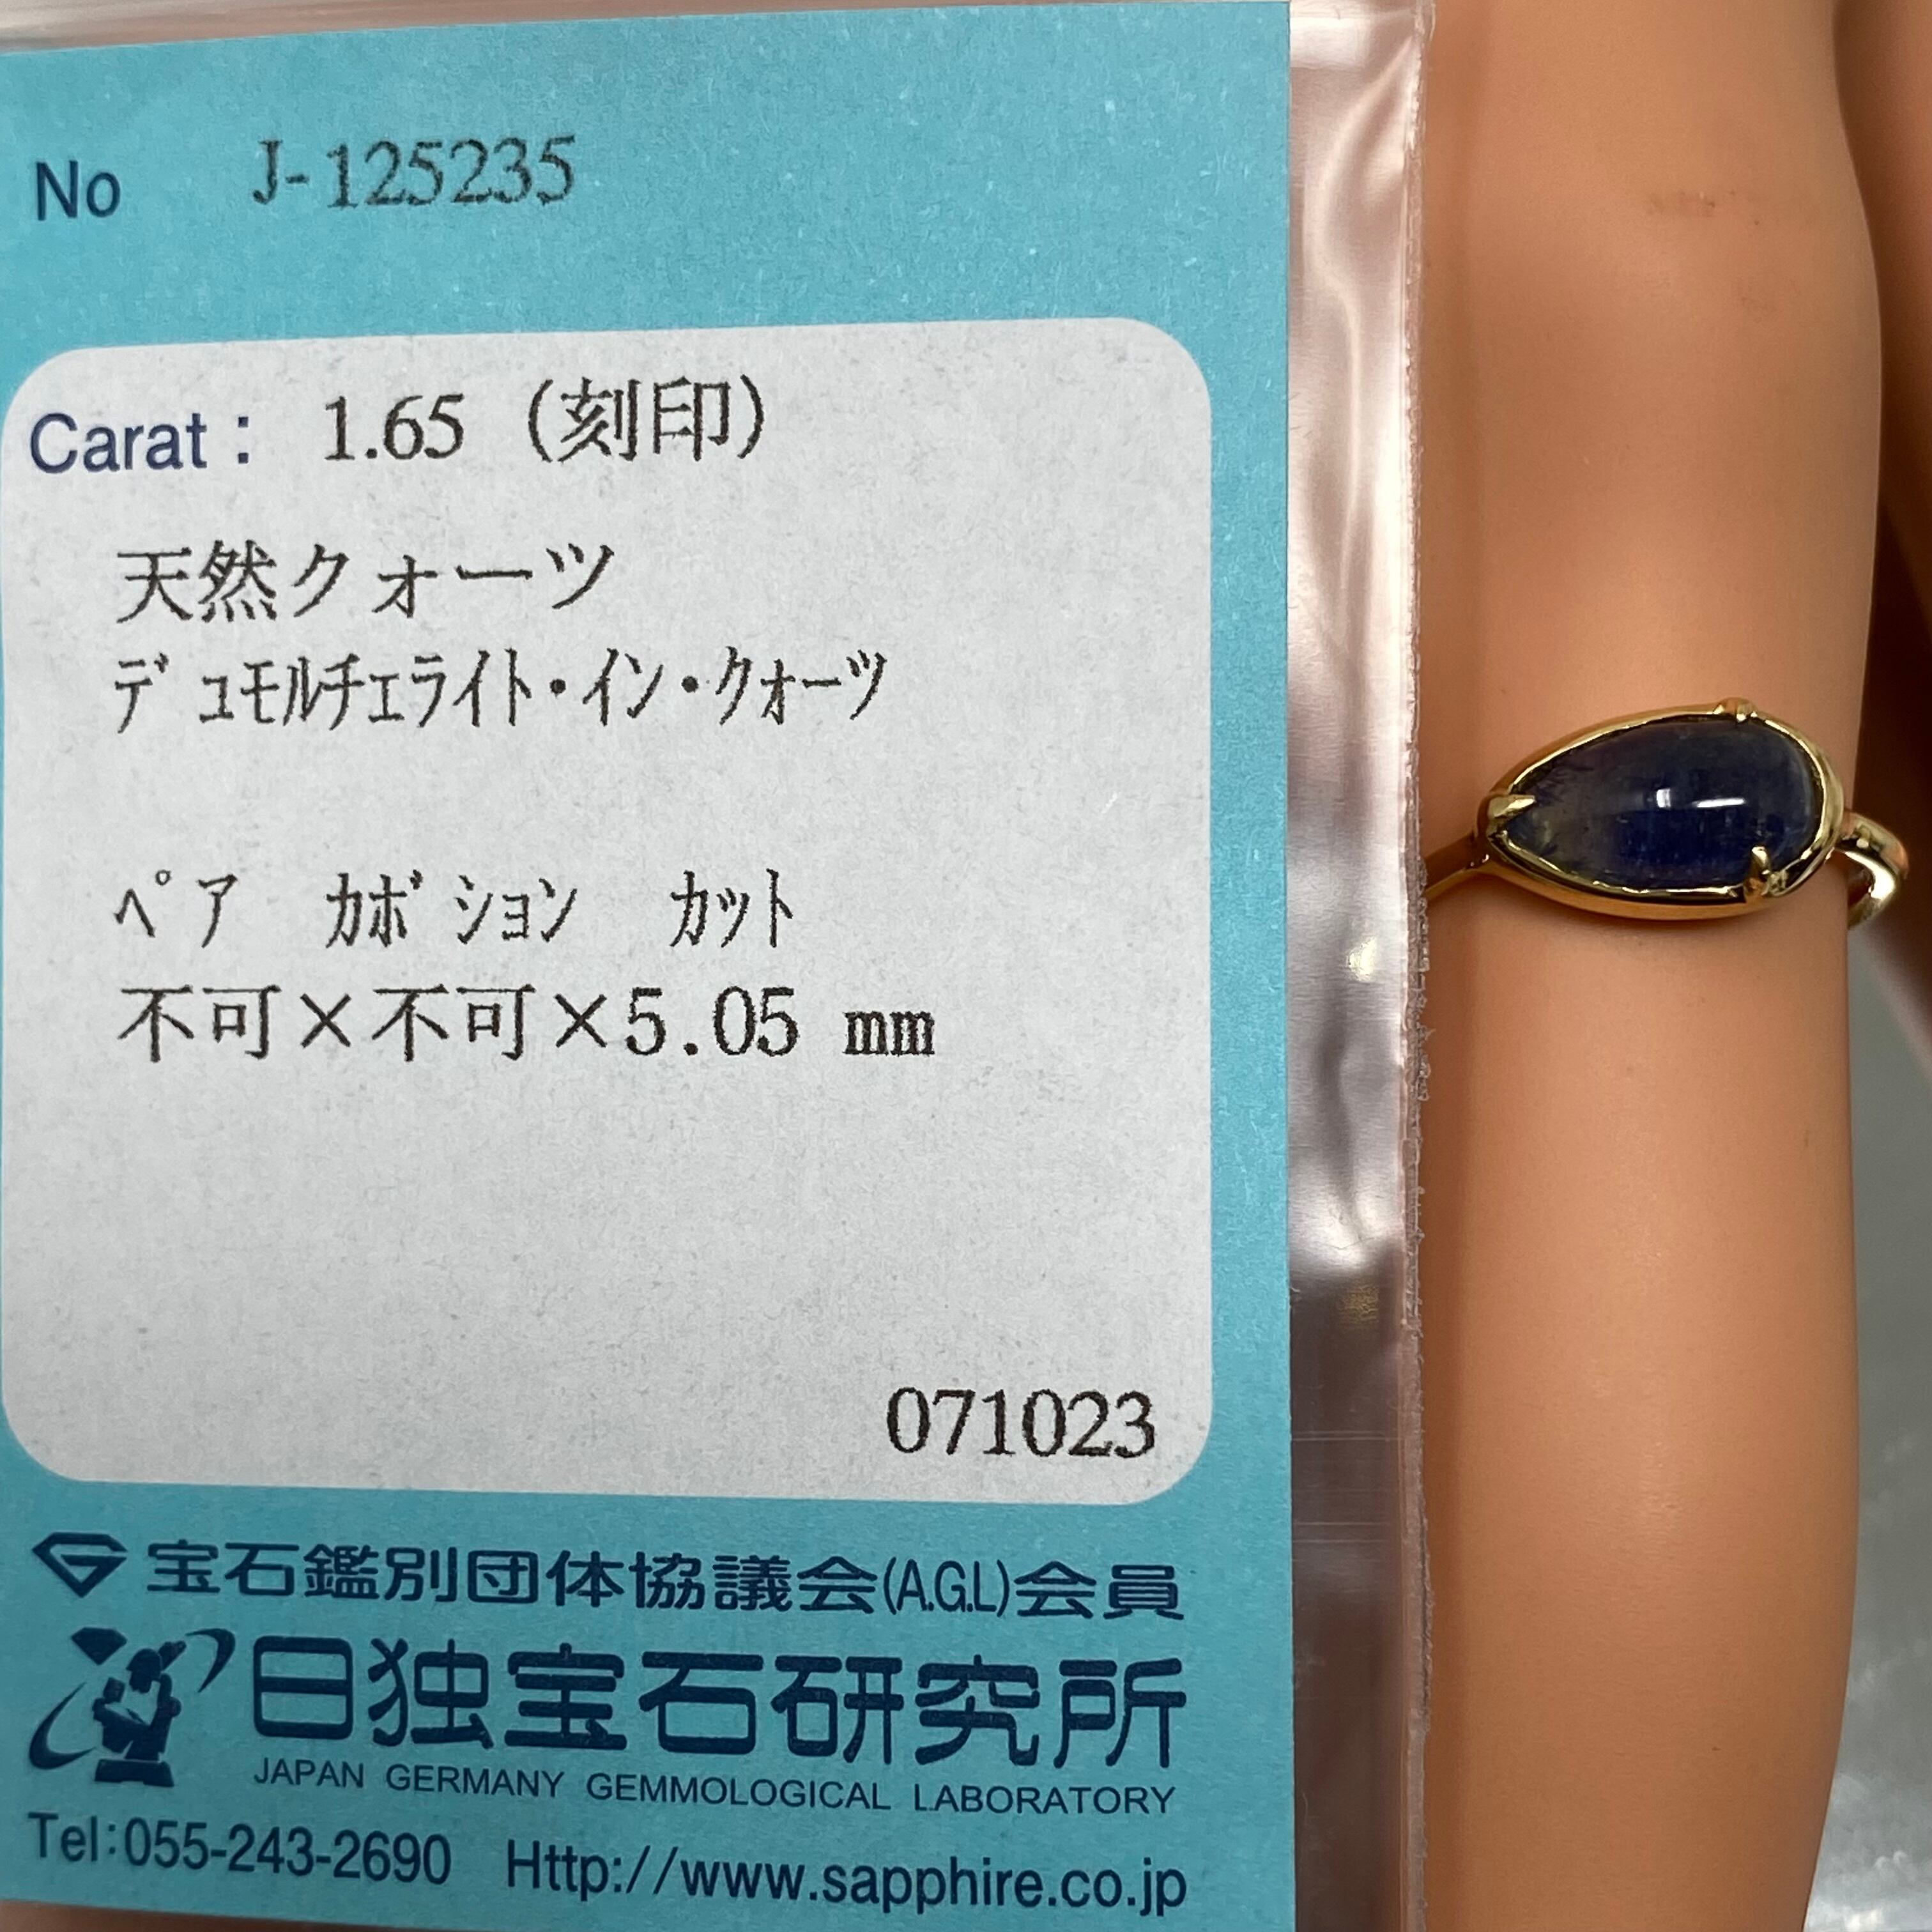 No J-125235
Carat : 1.65 (刻印)
天然クォーツ
ﾃﾞｭﾓﾙﾁｪﾗｲﾄ・ｲﾝ・ｸｫｰﾂ
ﾍﾟｱ ｶﾎﾞｼｮﾝ ｶｯﾄ
不可×不可×5.05 mm
071023
宝石鑑別団体協議会(A.G.L)会員
日独宝石研究所
JAPAN GERMANY GEMMOLOGICAL LABORATORY
Tel:055-243-2690 Http://www.sapphire.co.jp